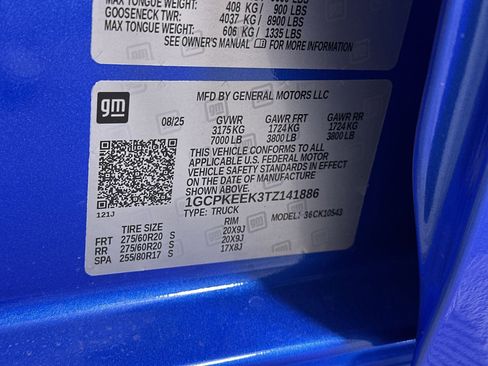 MAX TONGUE WEIGHT: 408 KG / 900 LBS
GOOSENECK TWR: 4037 KG/ 8900 LBS
MAX TONGUE WEIGHT: 606 KG / 1335 LBS
SEE OWNER'S MANUAL FOR MORE INFORMATION
gm
MFD BY GENERAL MOTORS LLC
08/25 GVWR GAWR FRT GAWR RR
3175 KG 1724 KG 1724 KG
7000 LB 3800 LB 3800 LB
THIS VEHICLE CONFORMS TO ALL
APPLICABLE U.S. FEDERAL MOTOR
VEHICLE SAFETY STANDARDS IN
EFFECT ON THE DATE OF MANUFACTURE
SHOWN ABOVE.
1GCPKEEK3TZ141886
TYPE: TRUCK MODEL: 36CK10543
121J
TIRE SIZE RIM
FRT 275/60R20 S 20X9J
RR 275/60R20 S 20X9J
SPA 255/80R17 S 17X8J